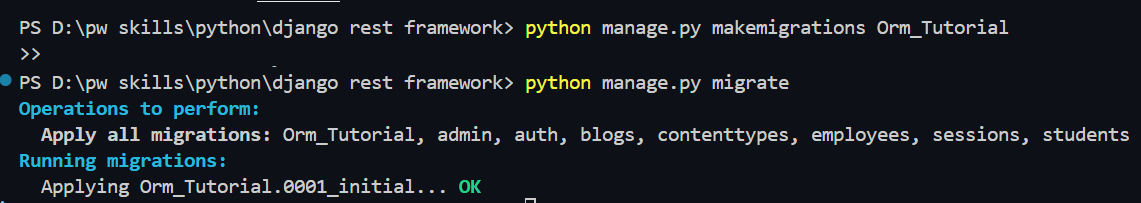 PS D:\pw skills\python\django rest framework> python manage.py makemigrations Orm_Tutorial
>>
PS D:\pw skills\python\django rest framework> python manage.py migrate
Operations to perform:
  Apply all migrations: Orm_Tutorial, admin, auth, blogs, contenttypes, employees, sessions, students
Running migrations:
  Applying Orm_Tutorial.0001_initial... OK